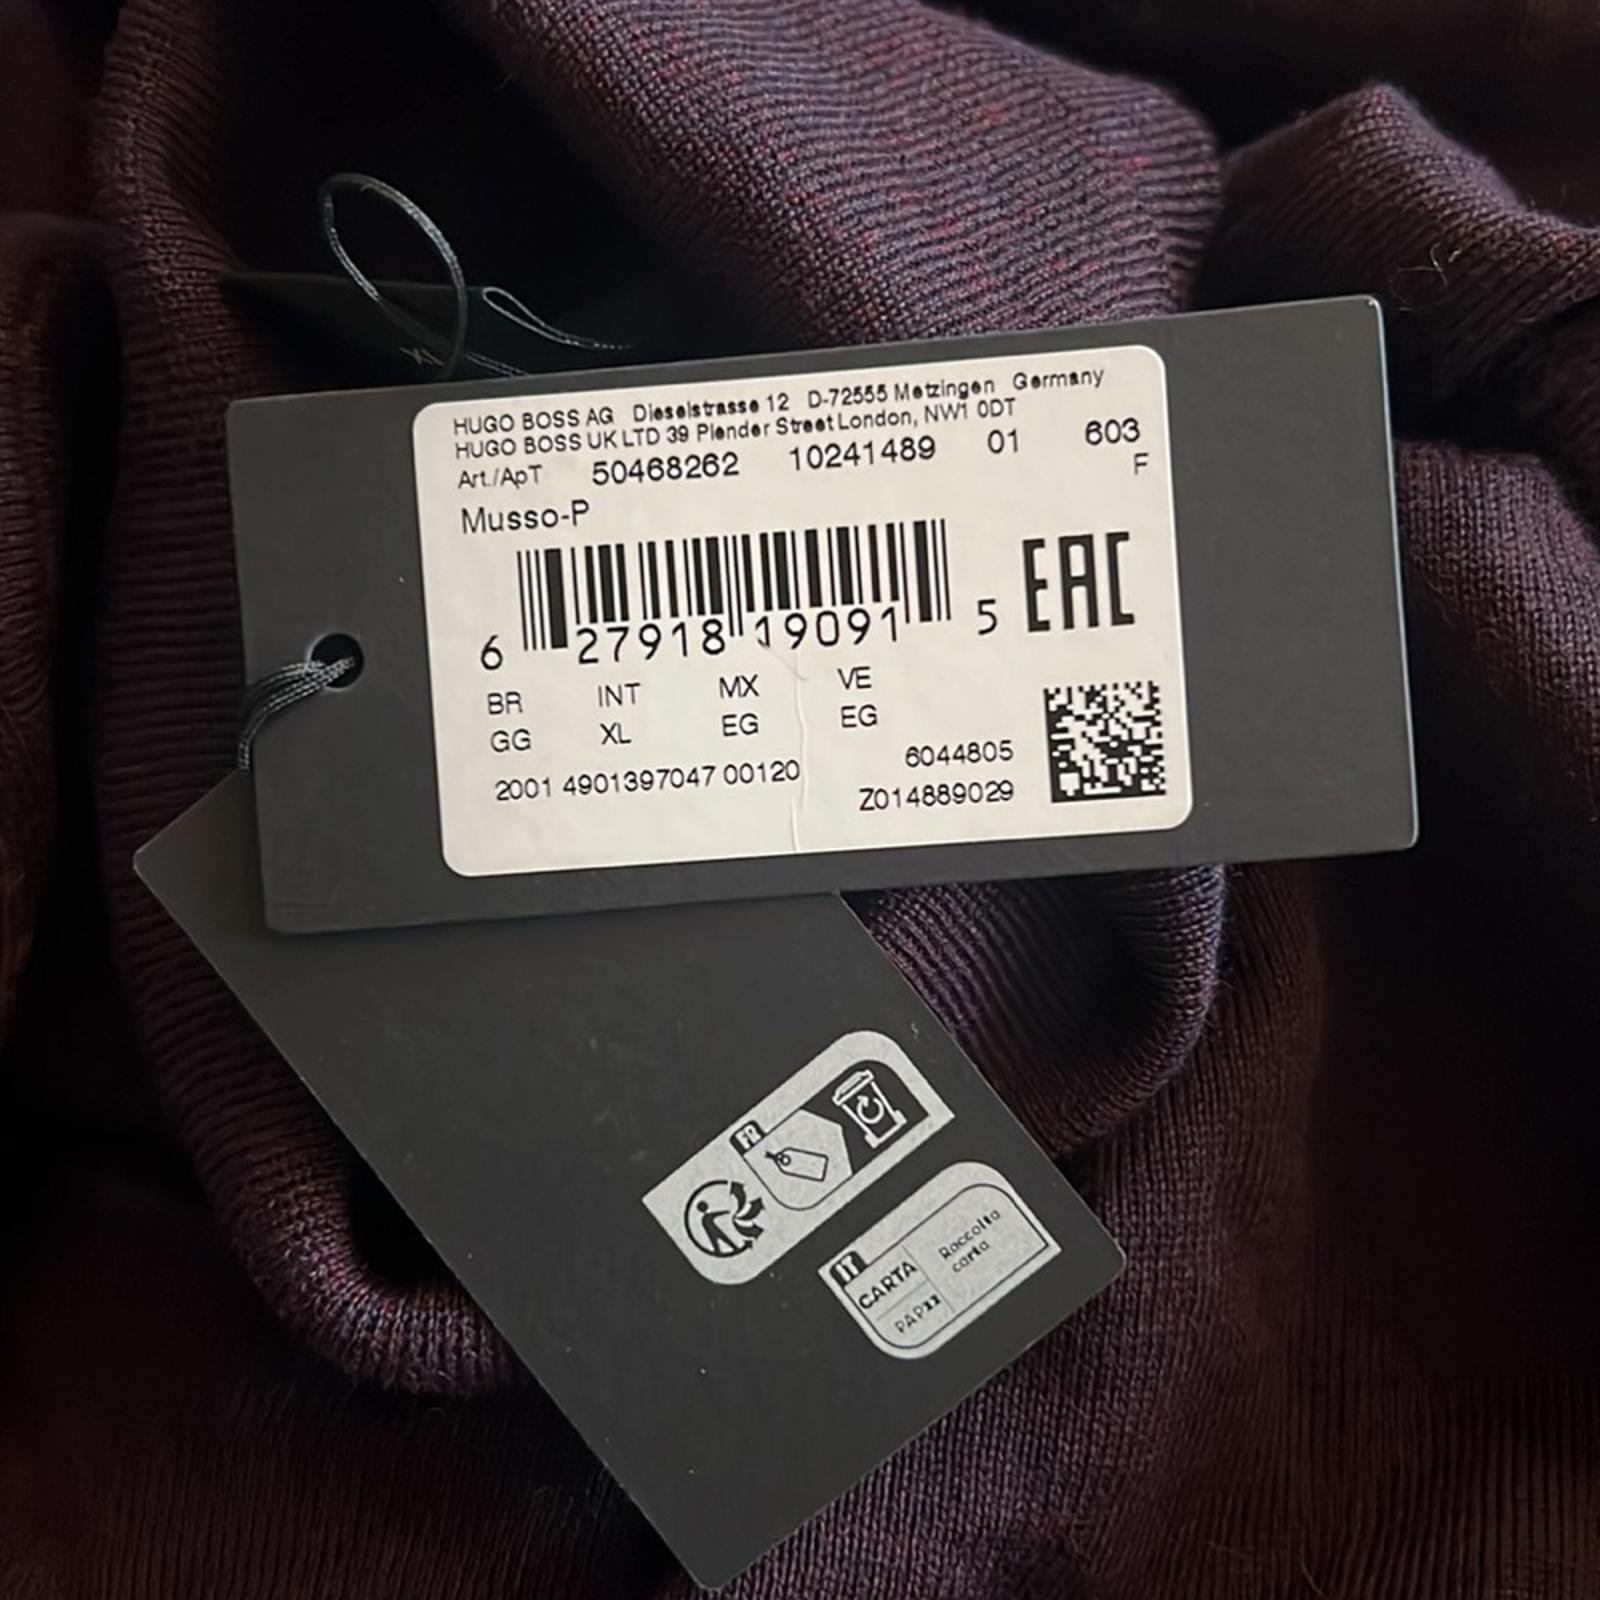 XL
HUGO BOSS AG Dieselstrasse 12 D-72555 Metzingen Germany
HUGO BOSS UK LTD 39 Plender Street London, NW1 0DT
Art./ApT 50468262 10241489 01 603
F
Musso-P
6 27918 19091 5 EAC
BR INT MX VE
GG XL EG EG
2001 4901397047 00120 6044805
Z014889029
FR
IT
CARTA Raccolta
PAP22 carta